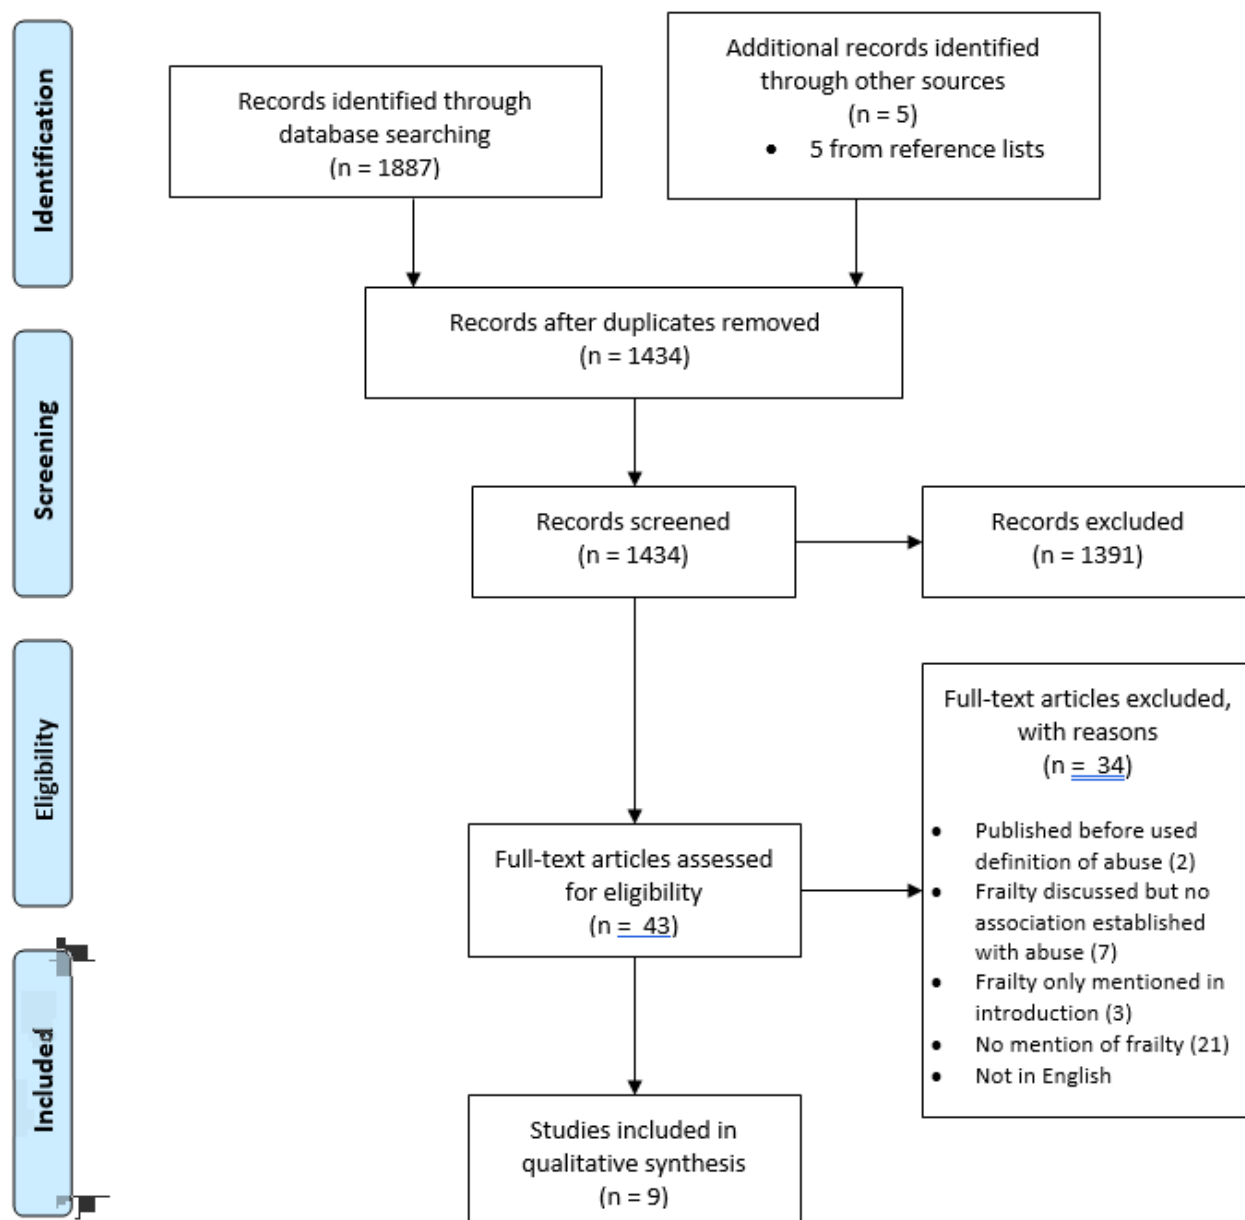 Identification
Records identified through
database searching
(n = 1887)
Additional records identified
through other sources
(n = 5)
• 5 from reference lists
Records after duplicates removed
(n = 1434)
Screening
Records screened
(n = 1434)
Records excluded
(n = 1391)
Eligibility
Full-text articles assessed
for eligibility
(n = 43)
Full-text articles excluded,
with reasons
(n = 34)
• Published before used
definition of abuse (2)
• Frailty discussed but no
association established
with abuse (7)
• Frailty only mentioned in
introduction (3)
• No mention of frailty (21)
• Not in English
Included
Studies included in
qualitative synthesis
(n = 9)